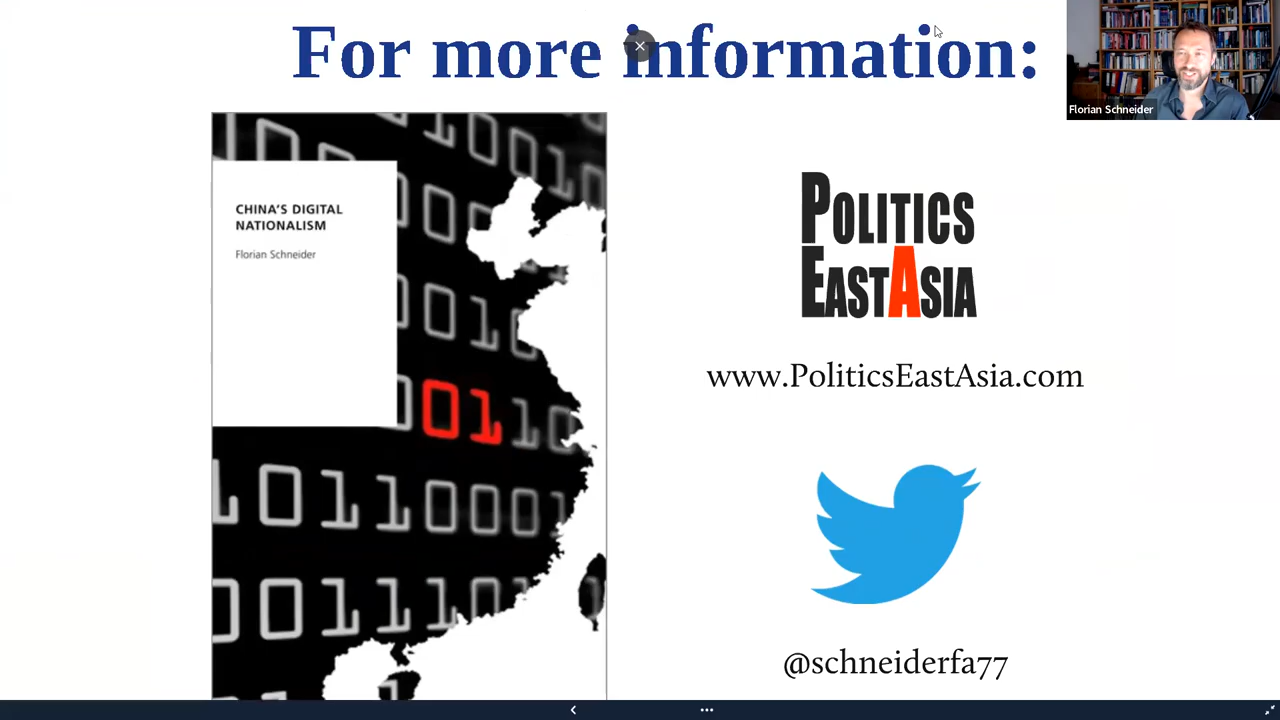 For more information:
Florian Schneider
CHINA'S DIGITAL
NATIONALISM
Florian Schneider
POLITICS
EASTASIA
www.PoliticsEastAsia.com
@schneiderfa77